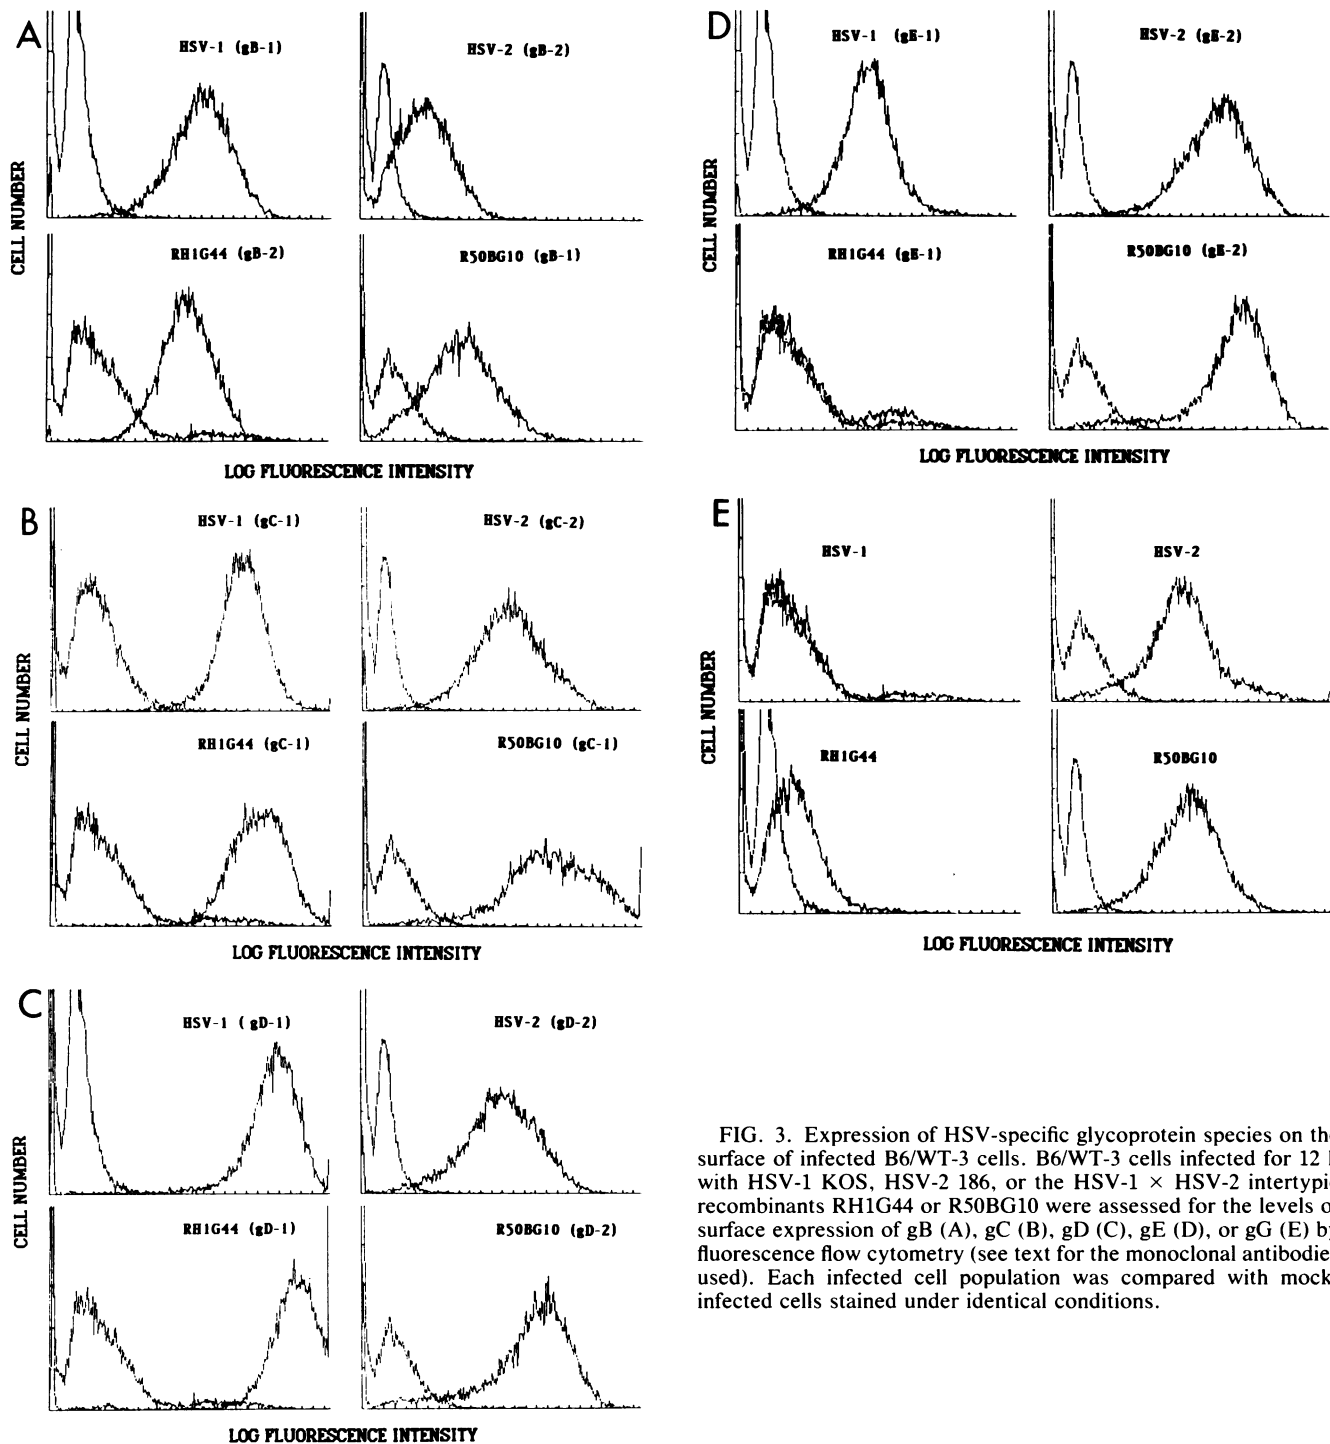 A
HSV-1 (gB-1)
HSV-2 (gB-2)
CELL NUMBER
RH1G44 (gB-2)
R50BG10 (gB-1)
LOG FLUORESCENCE INTENSITY
B
HSV-1 (gC-1)
HSV-2 (gC-2)
CELL NUMBER
RH1G44 (gC-1)
R50BG10 (gC-1)
LOG FLUORESCENCE INTENSITY
C
HSV-1 ( gD-1)
HSV-2 (gD-2)
CELL NUMBER
RH1G44 (gD-1)
R50BG10 (gD-2)
LOG FLUORESCENCE INTENSITY
D
HSV-1 (gE-1)
HSV-2 (gE-2)
CELL NUMBER
RH1G44 (gE-1)
R50BG10 (gE-2)
LOG FLUORESCENCE INTENSITY
E
HSV-1
HSV-2
CELL NUMBER
RH1G44
R50BG10
LOG FLUORESCENCE INTENSITY
FIG. 3. Expression of HSV-specific glycoprotein species on
surface of infected B6/WT-3 cells. B6/WT-3 cells infected for 12
with HSV-1 KOS, HSV-2 186, or the HSV-1 × HSV-2
recombinants RH1G44 or R50BG10 were assessed for the levels
surface expression of gB (A), gC (B), gD (C), gE (D), or gG (E)
fluorescence flow cytometry (see text for the monoclonal
used). Each infected cell population was compared with mock-
infected cells stained under identical conditions.